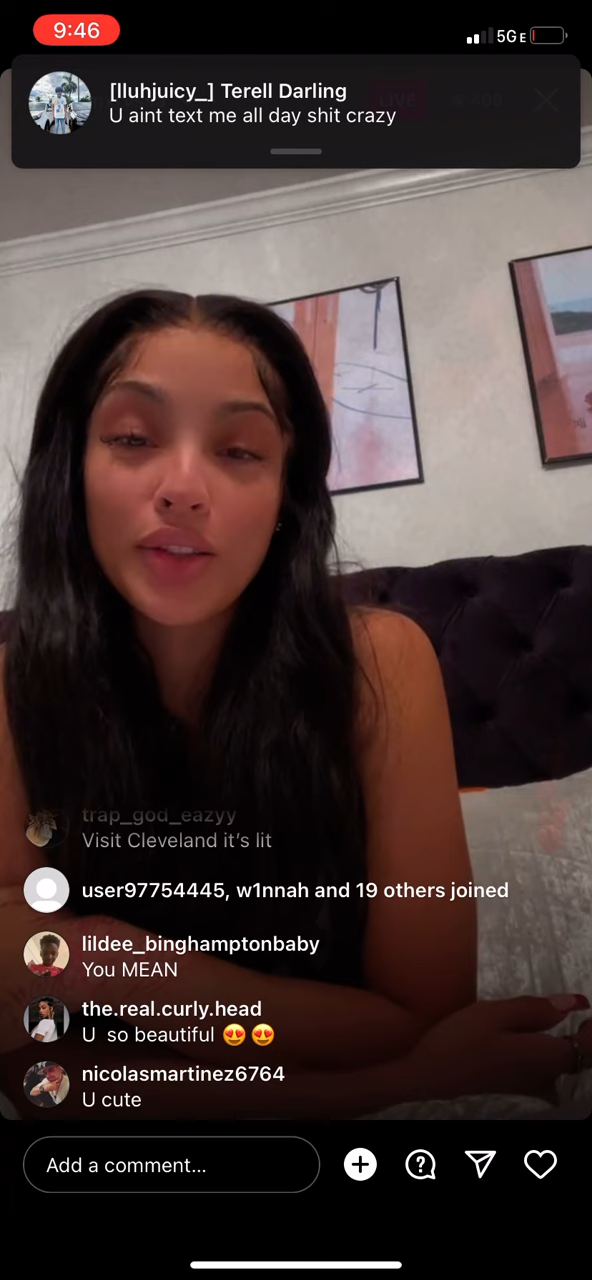 9:46
5G E
[lluhjuicy_] Terell Darling
U aint text me all day shit crazy
LIVE
trap_god_eazyy
Visit Cleveland it's lit
user97754445, w1nnah and 19 others joined
lildee_binghamptonbaby
You MEAN
the.real.curly.head
U so beautiful 😍 😍
nicolasmartinez6764
U cute
Add a comment...